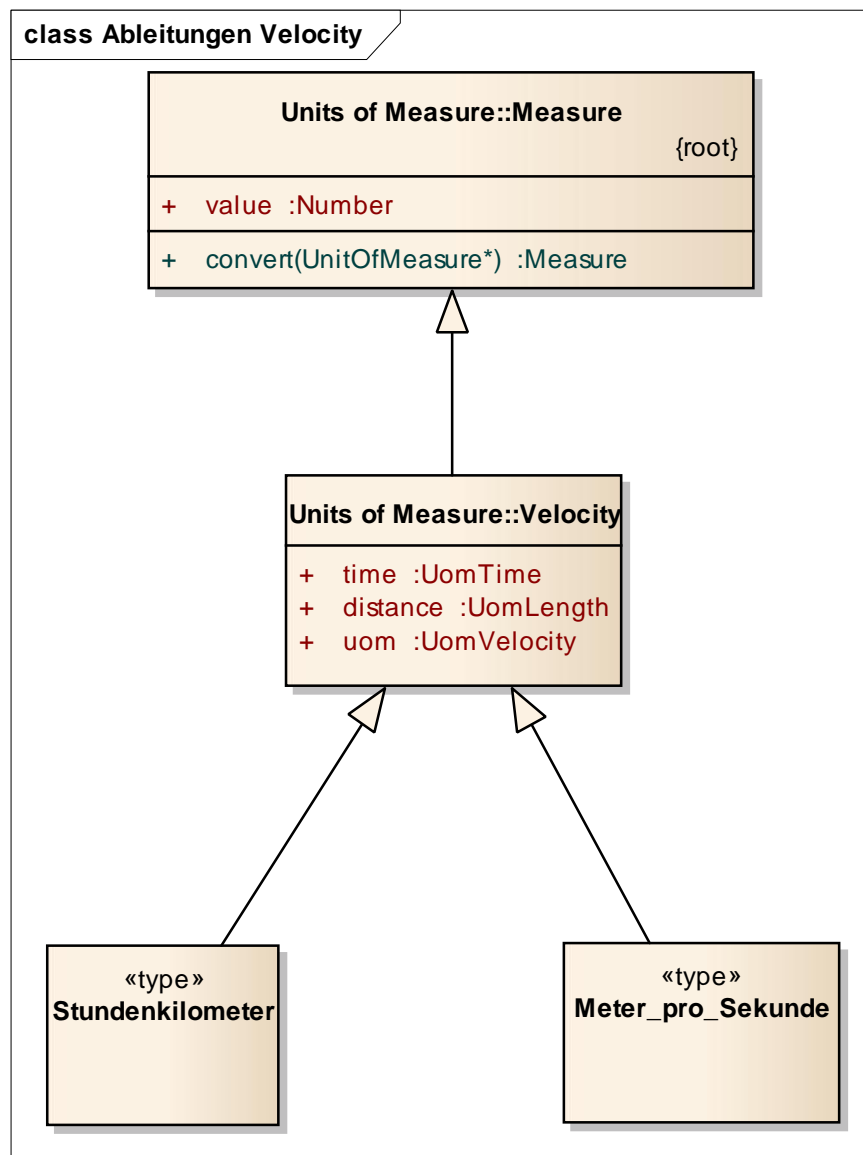 class Ableitungen Velocity
Units of Measure::Measure
{root}
+ value :Number
+ convert(UnitOfMeasure*) :Measure
Units of Measure::Velocity
+ time :UomTime
+ distance :UomLength
+ uom :UomVelocity
«type»
Stundenkilometer
«type»
Meter_pro_Sekunde